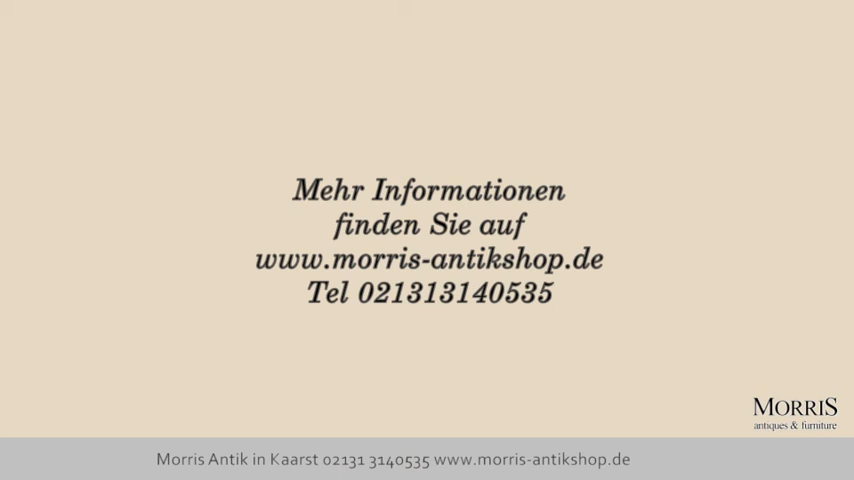 Mehr Informationen
finden Sie auf
www.morris-antikshop.de
Tel 021313140535
MORRIS
antiques & furniture
Morris Antik in Kaarst 02131 3140535 www.morris-antikshop.de